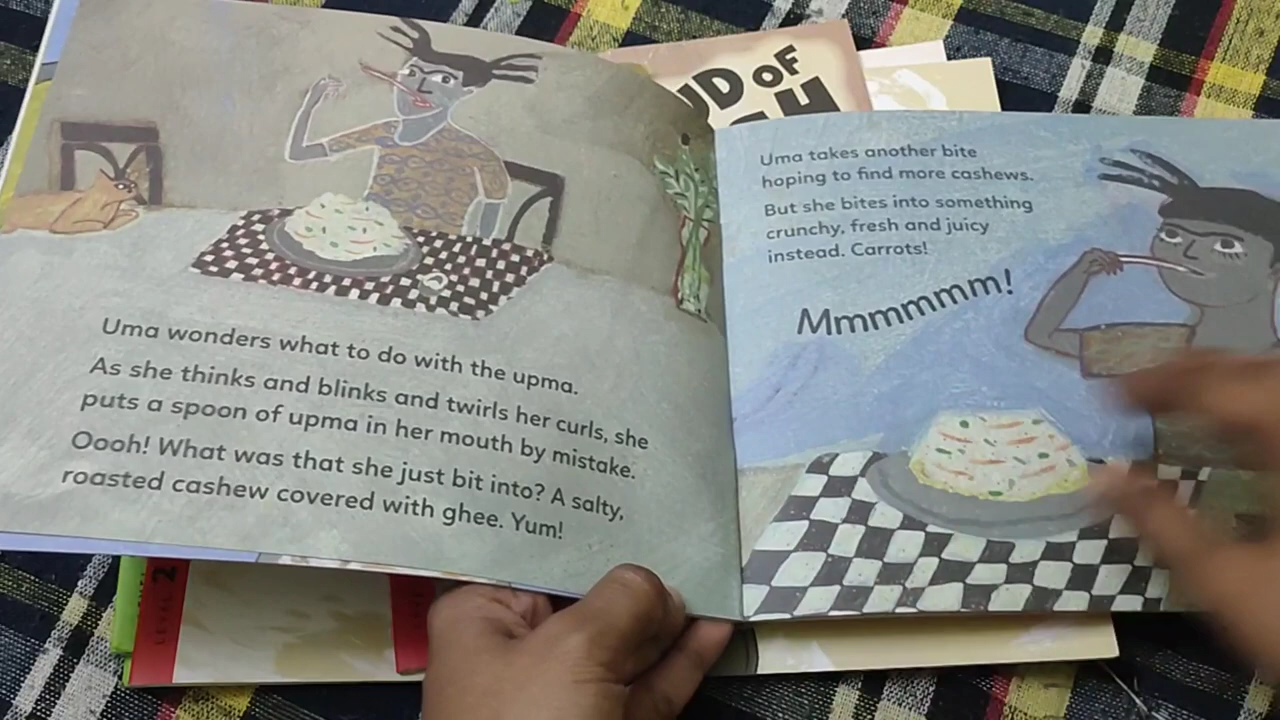 UD OF
Uma wonders what to do with the upma.
As she thinks and blinks and twirls her curls, she
puts a spoon of upma in her mouth by mistake.
Oooh! What was that she just bit into? A salty,
roasted cashew covered with ghee. Yum!
Uma takes another bite
hoping to find more cashews.
But she bites into something
crunchy, fresh and juicy
instead. Carrots!
Mmmmmm!
LEVEL 2